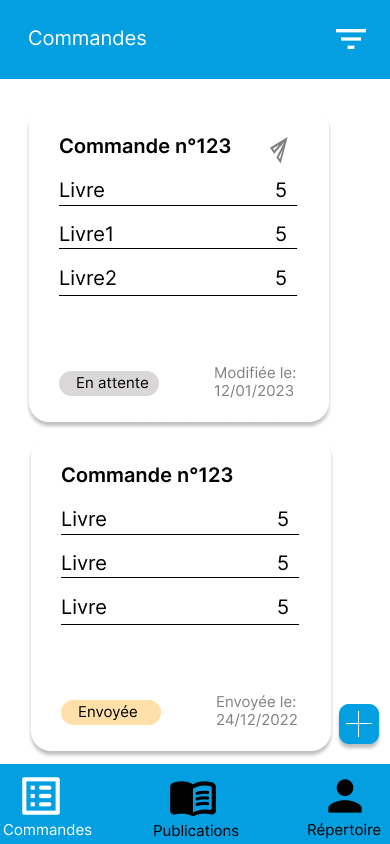 Commandes
Commande n°123
Livre 5
Livre1 5
Livre2 5
En attente
Modifiée le:
12/01/2023
Commande n°123
Livre 5
Livre 5
Livre 5
Envoyée
Envoyée le:
24/12/2022
Commandes
Publications
Répertoire